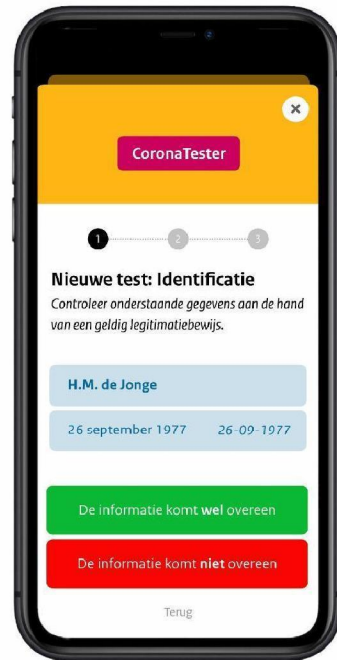 CoronaTester
1 2 3
Nieuwe test: Identificatie
Controleer onderstaande gegevens aan de hand
van een geldig legitimatiebewijs.
H.M. de Jonge
26 september 1977 26-09-1977
De informatie komt wel overeen
De informatie komt niet overeen
Terug